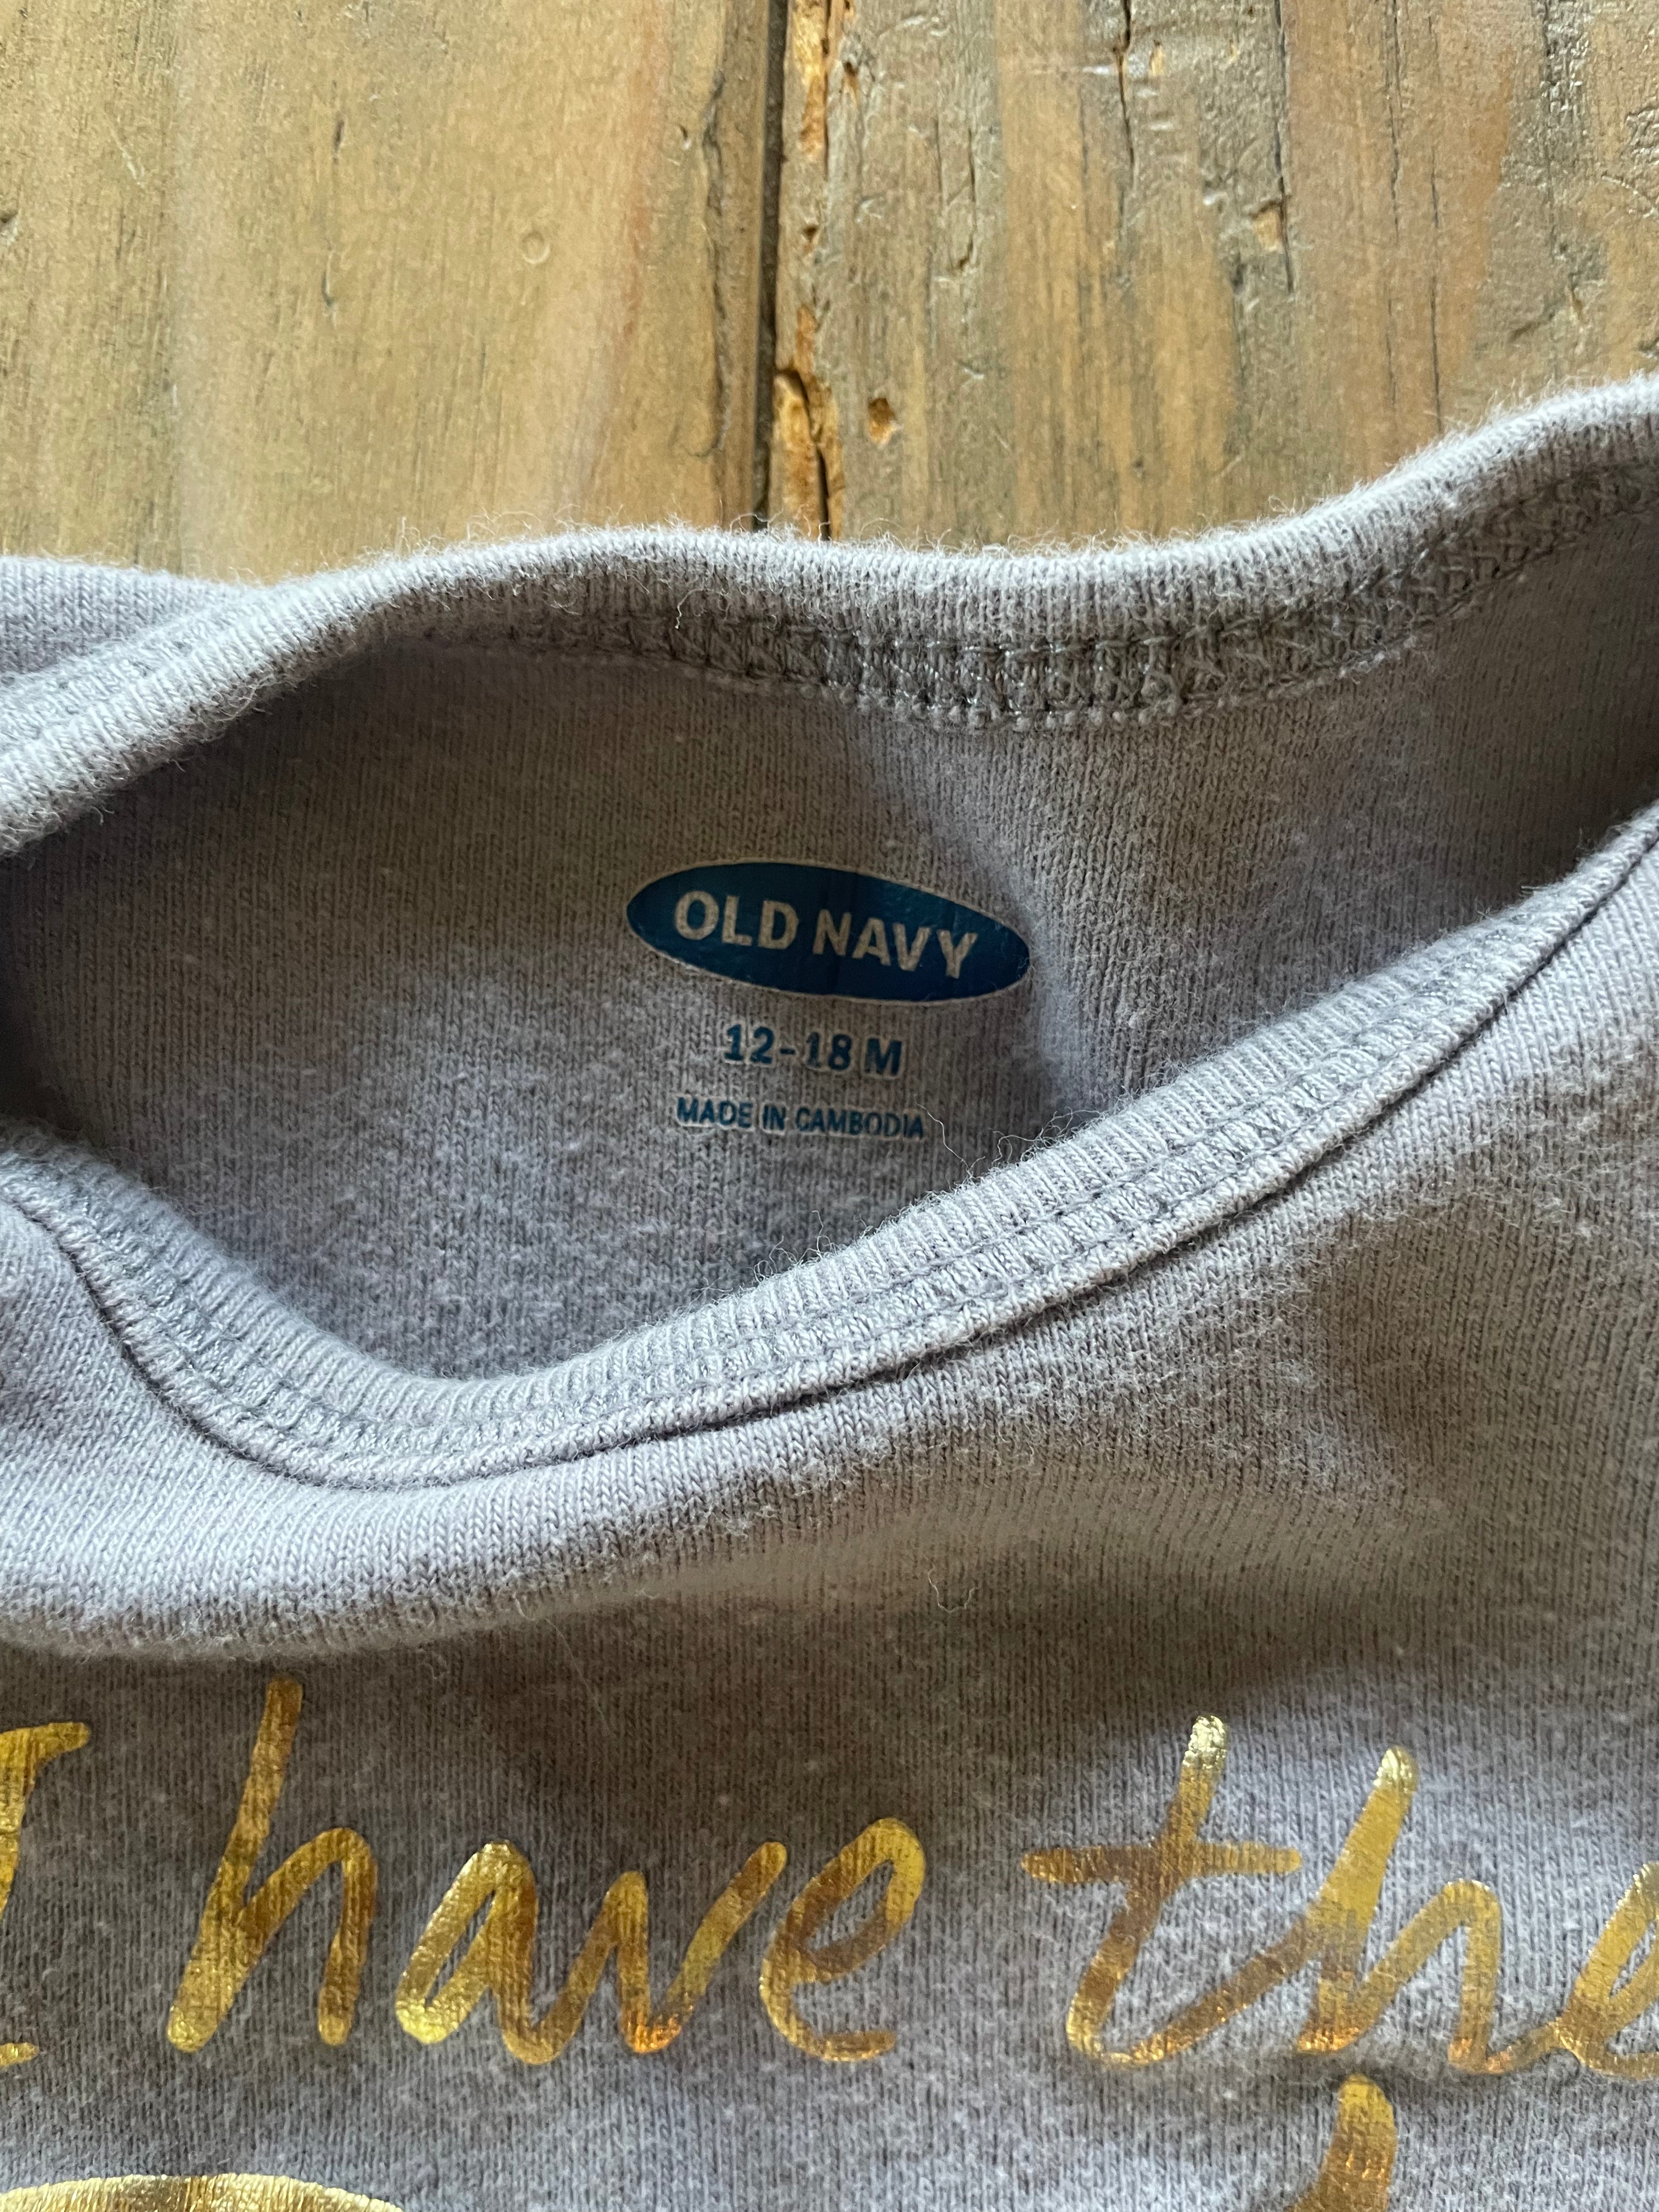 OLD NAVY
12-18 M
MADE IN CAMBODIA
I have the